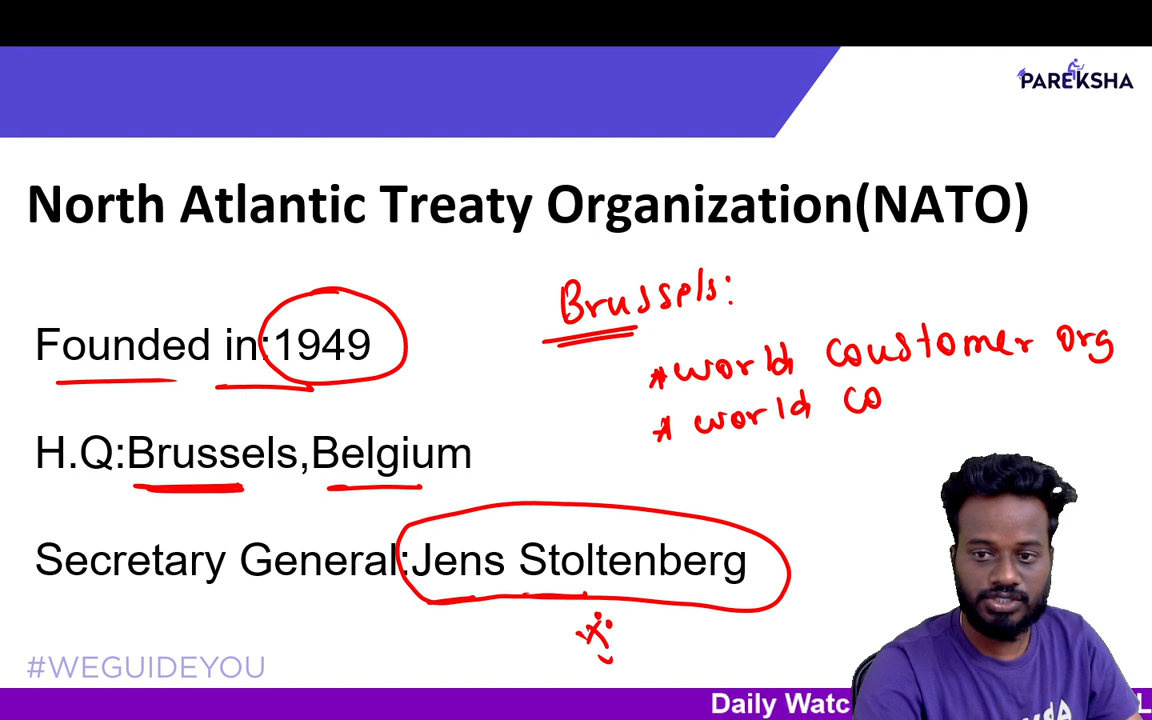 PAREKSHA
North Atlantic Treaty Organization(NATO)
Brussels:
Founded in:1949
*world coustomer org
*world co
H.Q:Brussels,Belgium
Secretary General:Jens Stoltenberg
#WEGUIDEYOU
Daily Watc